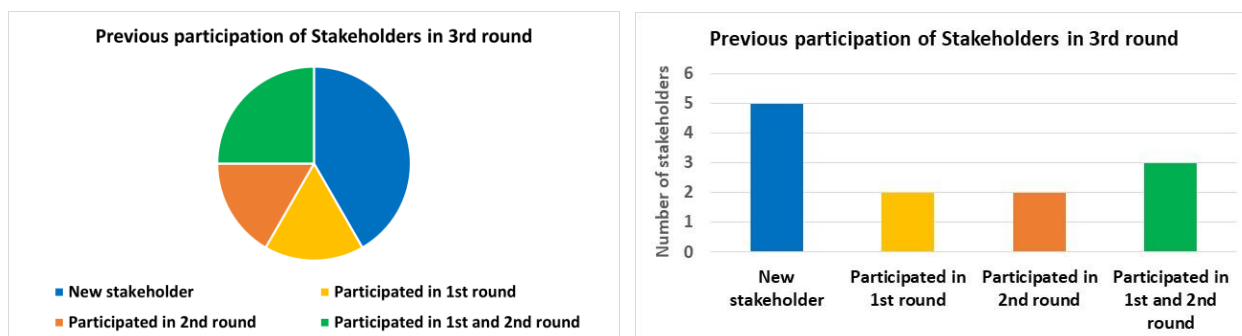 Previous participation of Stakeholders in 3rd round
New stakeholder
Participated in 1st round
Participated in 2nd round
Participated in 1st and 2nd round
Previous participation of Stakeholders in 3rd round
Number of stakeholders
6
5
4
3
2
1
0
New
stakeholder
Participated in
1st round
Participated in
2nd round
Participated in
1st and 2nd
round